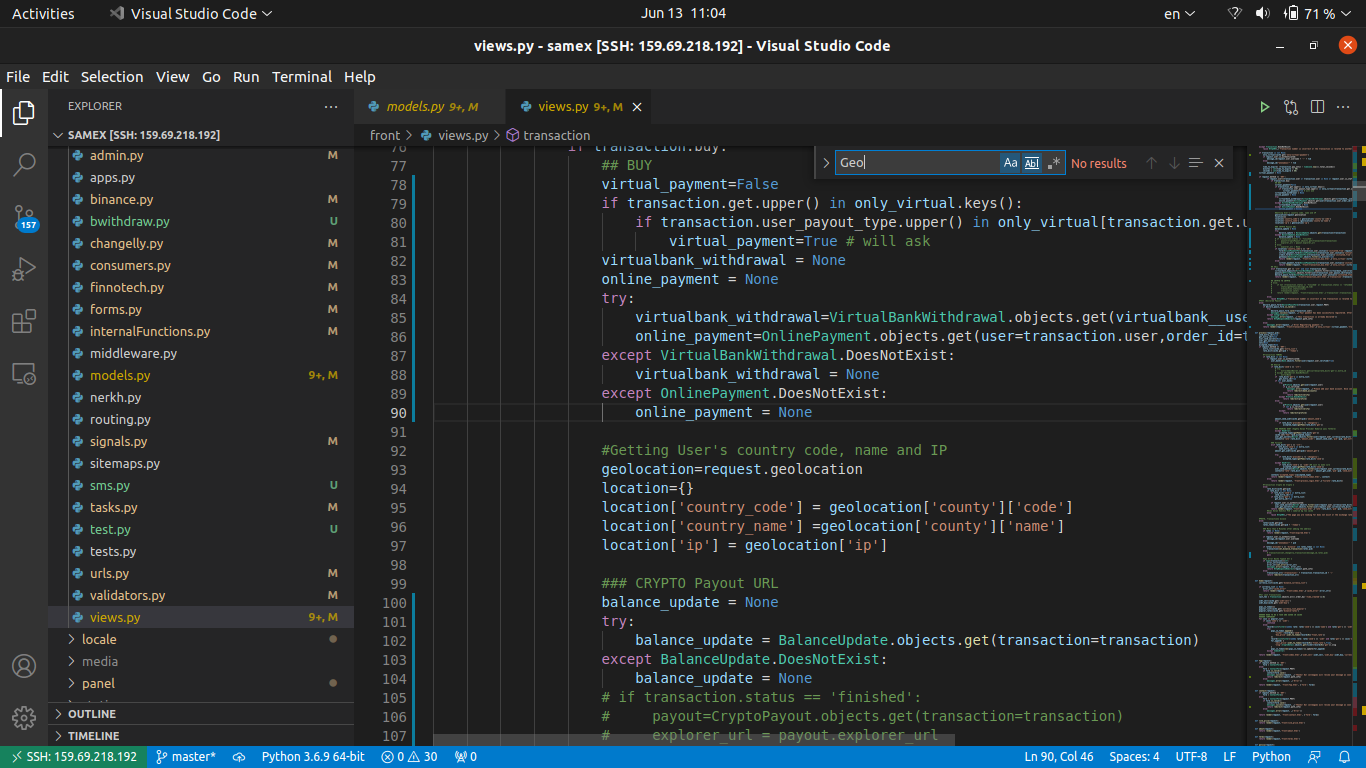 Activities Visual Studio Code Jun 13 11:04 en 71 %
views.py - samex [SSH: 159.69.218.192] - Visual Studio Code
File Edit Selection View Go Run Terminal Help
EXPLORER
SAMEX [SSH: 159.69.218.192]
admin.py M
apps.py
binance.py M
bwithdraw.py U
changelly.py M
consumers.py M
finnotech.py M
forms.py M
internalFunctions.py M
middleware.py
models.py 9+, M
nerkh.py
routing.py
signals.py M
sitemaps.py
sms.py U
tasks.py M
test.py U
tests.py
urls.py M
validators.py M
views.py 9+, M
locale
media
panel
OUTLINE
TIMELINE
157
models.py 9+, M views.py 9+, M
front > views.py > transaction
Geo Aa Abl .* No results
76 if transaction.buy:
77 ## BUY
78 virtual_payment=False
79 if transaction.get.upper() in only_virtual.keys():
80 if transaction.user_payout_type.upper() in only_virtual[transaction.get.u
81 virtual_payment=True # will ask
82 virtualbank_withdrawal = None
83 online_payment = None
84 try:
85 virtualbank_withdrawal=VirtualBankWithdrawal.objects.get(virtualbank__use
86 online_payment=OnlinePayment.objects.get(user=transaction.user,order_id=t
87 except VirtualBankWithdrawal.DoesNotExist:
88 virtualbank_withdrawal = None
89 except OnlinePayment.DoesNotExist:
90 online_payment = None
91
92 #Getting User's country code, name and IP
93 geolocation=request.geolocation
94 location={}
95 location['country_code'] = geolocation['county']['code']
96 location['country_name'] =geolocation['county']['name']
97 location['ip'] = geolocation['ip']
98
99 ### CRYPTO Payout URL
100 balance_update = None
101 try:
102 balance_update = BalanceUpdate.objects.get(transaction=transaction)
103 except BalanceUpdate.DoesNotExist:
104 balance_update = None
105 # if transaction.status == 'finished':
106 # payout=CryptoPayout.objects.get(transaction=transaction)
107 # explorer_url = payout.explorer_url
SSH: 159.69.218.192 master* Python 3.6.9 64-bit 0 30 0 Ln 90, Col 46 Spaces: 4 UTF-8 LF Python